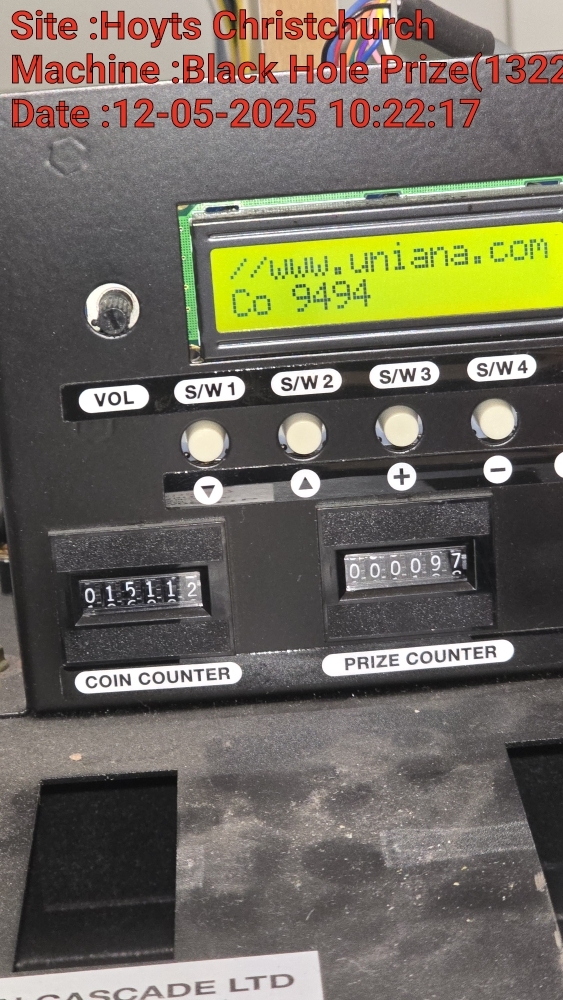 Site :Hoyts Christchurch
Machine :Black Hole Prize(1322
Date :12-05-2025 10:22:17
//www.uniana.com
Co 9494
VOL
S/W 1
S/W 2
S/W 3
S/W 4
▼
▲
+
−
015112
000097
COIN COUNTER
PRIZE COUNTER
CASCADE LTD